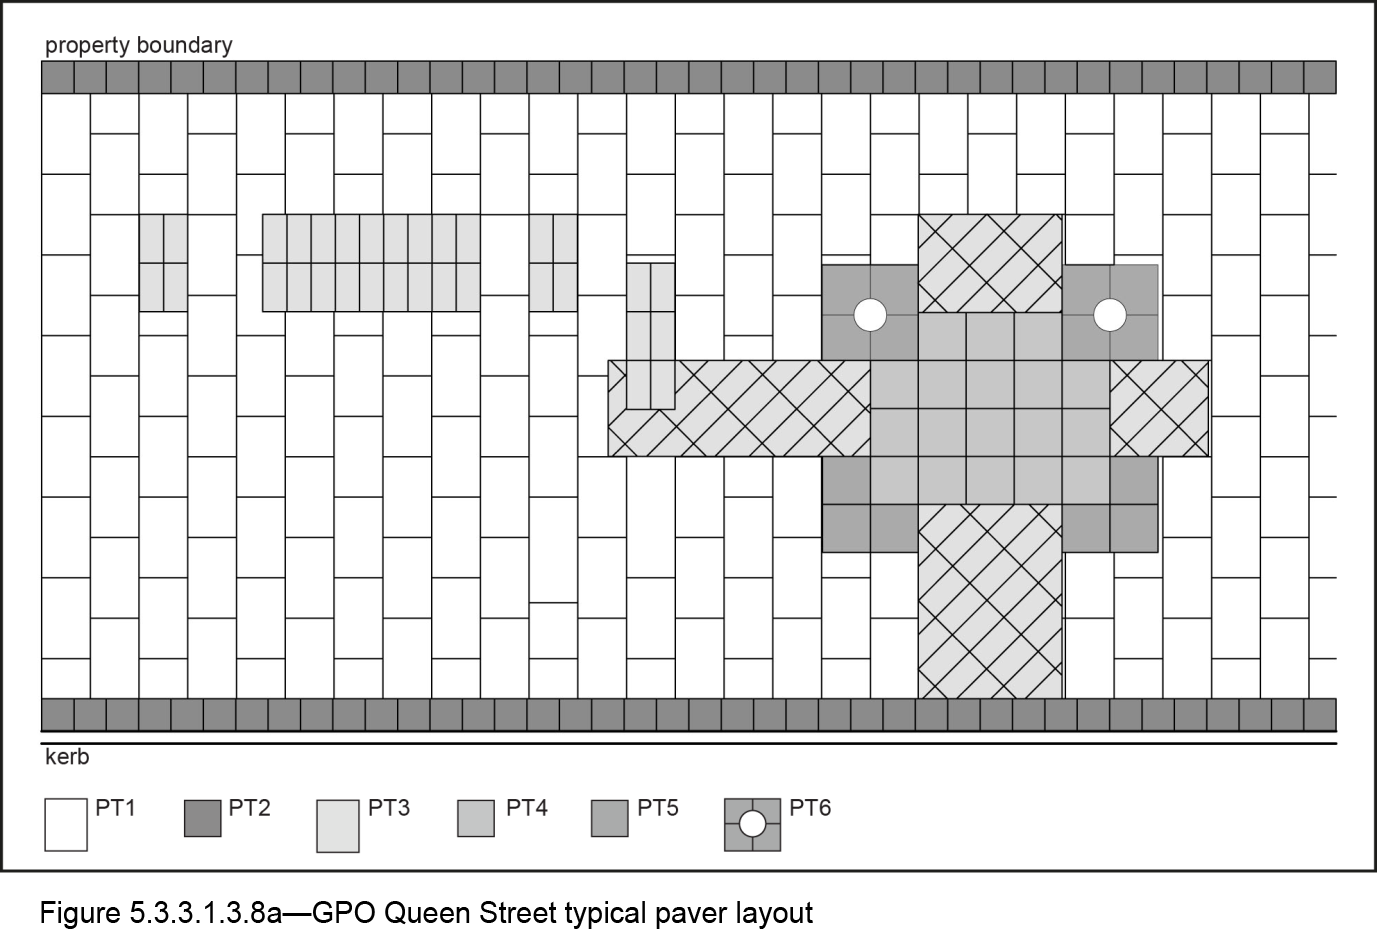 property boundary
kerb
PT1 PT2 PT3 PT4 PT5 PT6
Figure 5.3.3.1.3.8a—GPO Queen Street typical paver layout